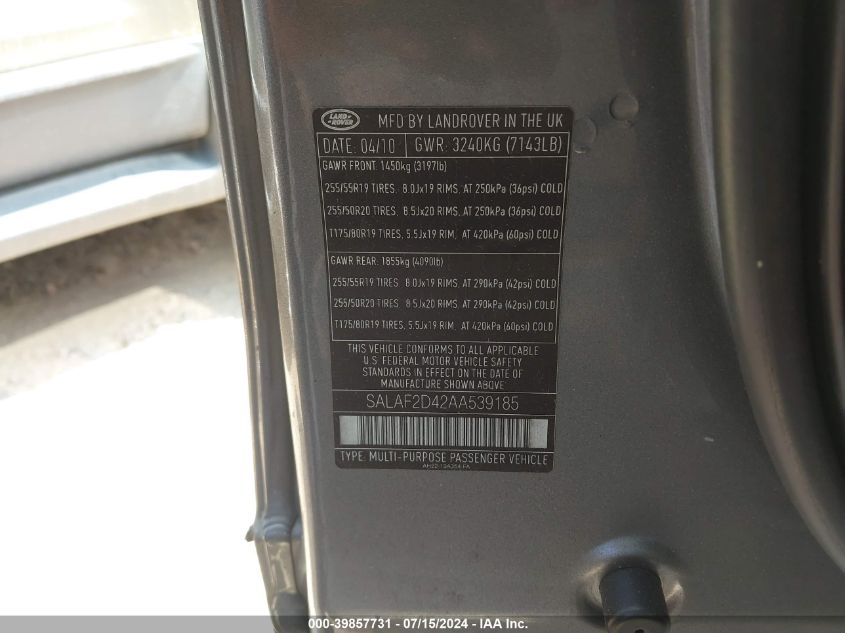 LAND ROVER
MFD BY LANDROVER IN THE UK
DATE: 04/10 GWR: 3240KG (7143LB)
GAWR FRONT: 1450kg (3197lb)
255/55R19 TIRES, 8.0Jx19 RIMS, AT 250kPa (36psi) COLD
255/50R20 TIRES, 8.5Jx20 RIMS, AT 250kPa (36psi) COLD
T175/80R19 TIRES, 5.5Jx19 RIM, AT 420kPa (60psi) COLD
GAWR REAR: 1855kg (4090lb)
255/55R19 TIRES, 8.0Jx19 RIMS, AT 290kPa (42psi) COLD
255/50R20 TIRES, 8.5Jx20 RIMS, AT 290kPa (42psi) COLD
T175/80R19 TIRES, 5.5Jx19 RIM, AT 420kPa (60psi) COLD
THIS VEHICLE CONFORMS TO ALL APPLICABLE
U.S. FEDERAL MOTOR VEHICLE SAFETY
STANDARDS IN EFFECT ON THE DATE OF
MANUFACTURE SHOWN ABOVE
SALAF2D42AA539185
TYPE: MULTI-PURPOSE PASSENGER VEHICLE
000-39857731 - 07/15/2024 - IAA Inc.